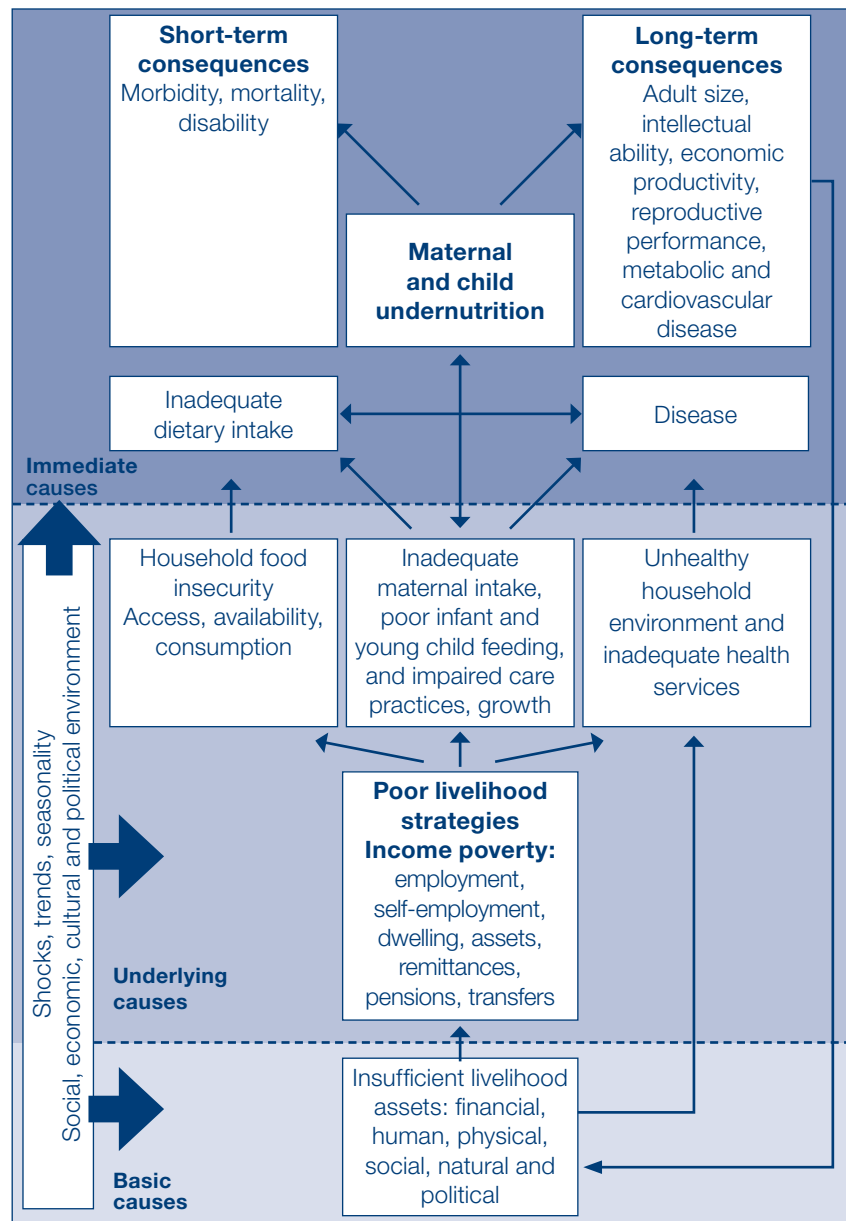 Short-term
consequences
Morbidity, mortality,
disability
Long-term
consequences
Adult size,
intellectual
ability, economic
productivity,
reproductive
performance,
metabolic and
cardiovascular
disease
Maternal
and child
undernutrition
Inadequate
dietary intake
Disease
Immediate
causes
Household food
insecurity
Access, availability,
consumption
Inadequate
maternal intake,
poor infant and
young child feeding,
and impaired care
practices, growth
Unhealthy
household
environment and
inadequate health
services
Shocks, trends, seasonality
Social, economic, cultural and political environment
Poor livelihood
strategies
Income poverty:
employment,
self-employment,
dwelling, assets,
remittances,
pensions, transfers
Underlying
causes
Insufficient livelihood
assets: financial,
human, physical,
social, natural and
political
Basic
causes